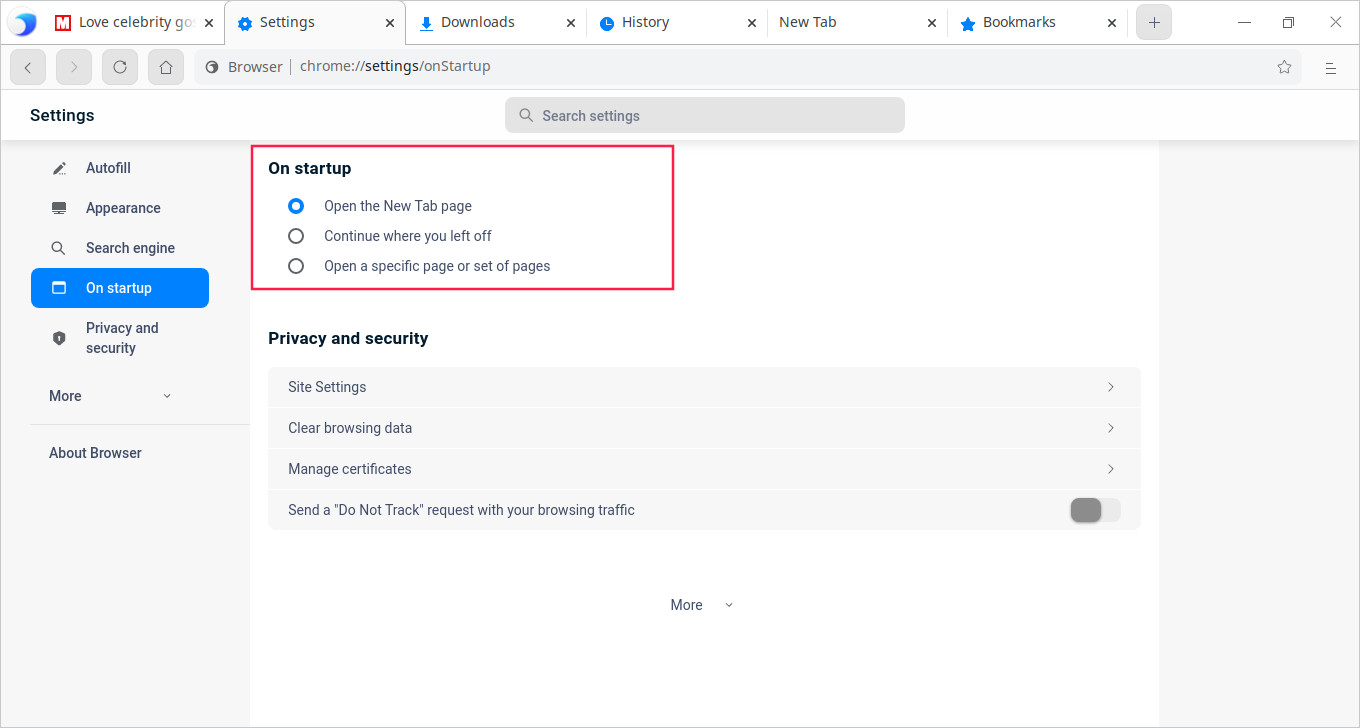 Love celebrity go
Settings
Downloads
History
New Tab
Bookmarks
Browser
chrome://settings/onStartup
Settings
Search settings
Autofill
Appearance
Search engine
On startup
Privacy and
security
More
About Browser
On startup
Open the New Tab page
Continue where you left off
Open a specific page or set of pages
Privacy and security
Site Settings
Clear browsing data
Manage certificates
Send a "Do Not Track" request with your browsing traffic
More